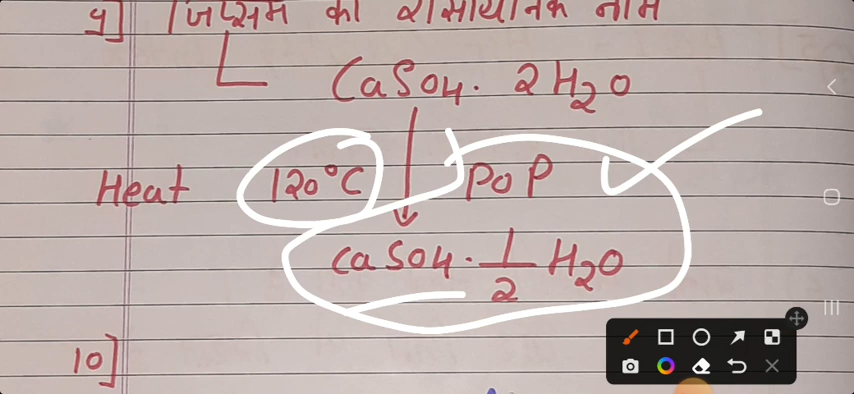 9] जिप्सम का रासायनिक नाम
CaSO4. 2H2O
Heat 120°C POP
CaSO4. 1/2 H2O
10]